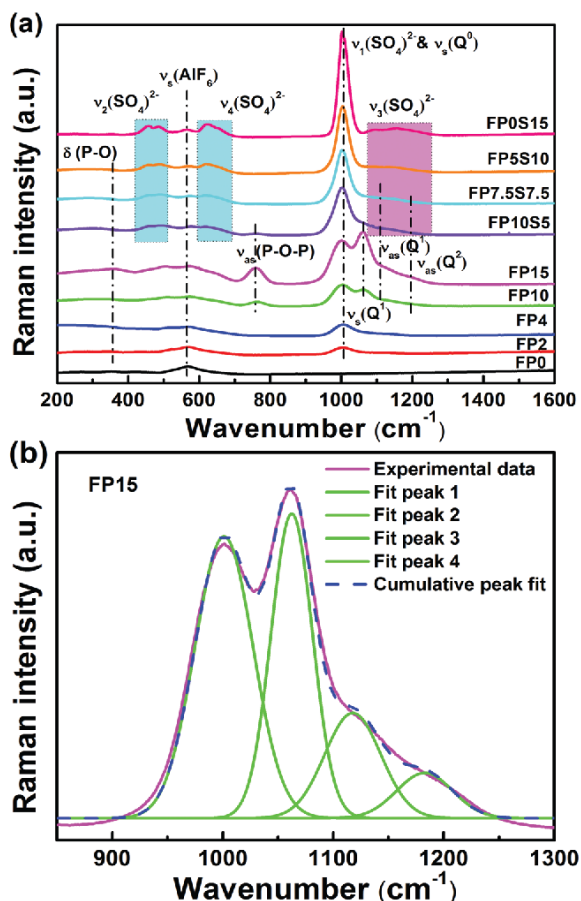 (a)
ν1(SO4)2- & νs(Q0)
νs(AlF6)
ν2(SO4)2-
ν4(SO4)2-
ν3(SO4)2-
FP0S15
δ (P-O)
FP5S10
FP7.5S7.5
FP10S5
νas(P-O-P)
νas(Q1)
νas(Q2)
FP15
νs(Q1)
FP10
FP4
FP2
FP0
Raman intensity (a.u.)
200 400 600 800 1000 1200 1400 1600
Wavenumber (cm-1)
(b)
FP15
Experimental data
Fit peak 1
Fit peak 2
Fit peak 3
Fit peak 4
Cumulative peak fit
Raman intensity (a.u.)
900 1000 1100 1200 1300
Wavenumber (cm-1)